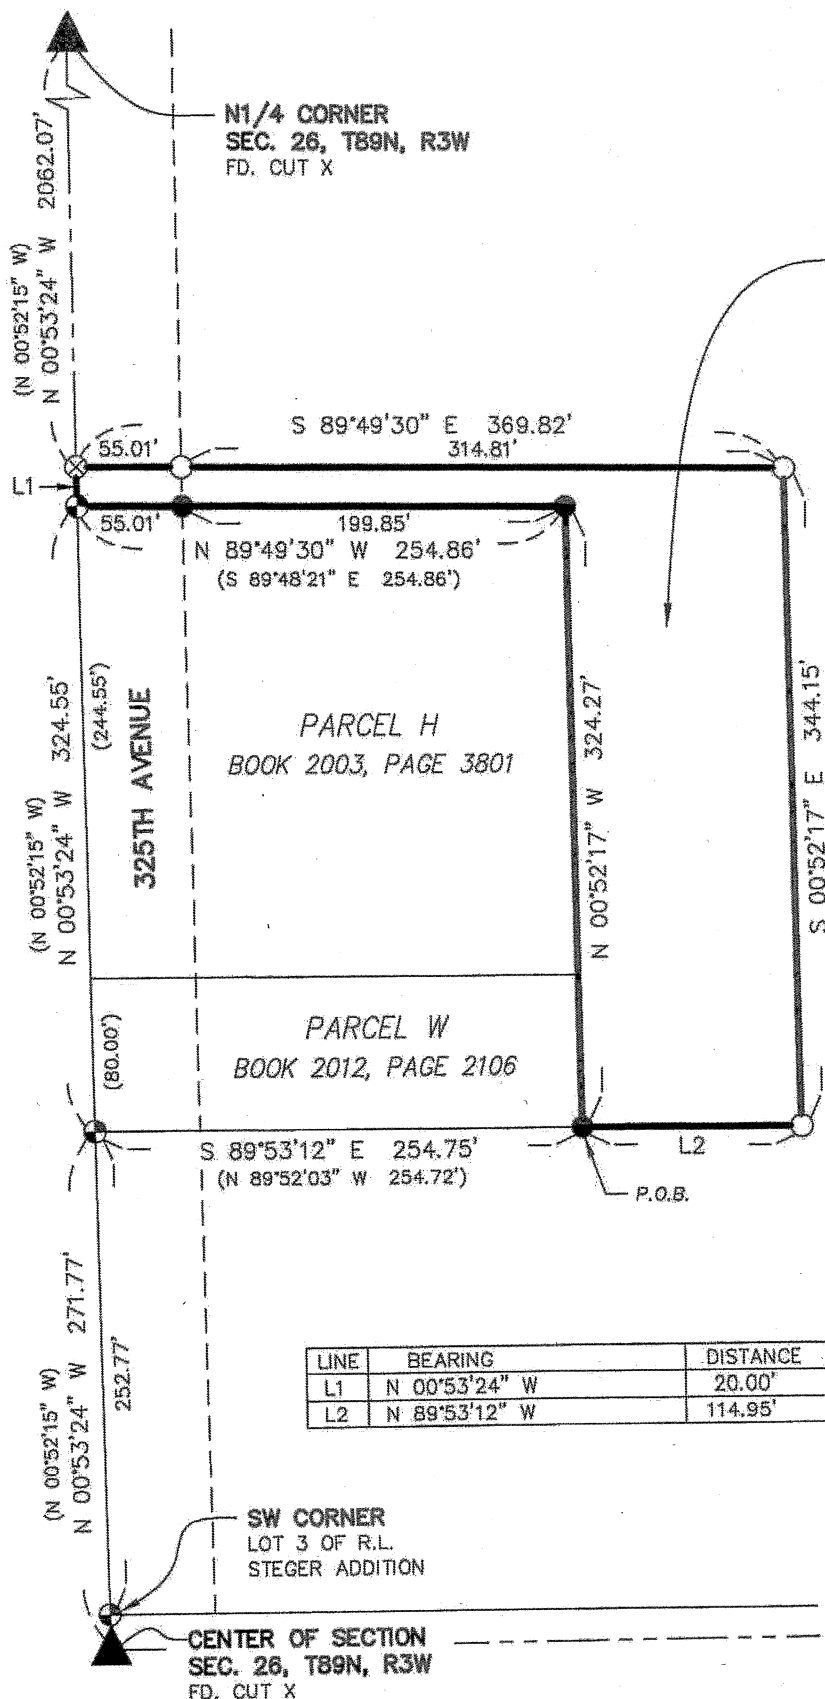 N1/4 CORNER
SEC. 26, T89N, R3W
FD. CUT X
(N 00°52'15" W)
N 00°53'24" W 2062.07'
S 89°49'30" E 369.82'
55.01'
314.81'
L1
55.01'
199.85'
N 89°49'30" W 254.86'
(S 89°48'21" E 254.86')
(N 00°52'15" W)
N 00°53'24" W 324.55'
(244.55')
325TH AVENUE
PARCEL H
BOOK 2003, PAGE 3801
N 00°52'17" W 324.27'
S 00°52'17" E 344.15'
(80.00')
PARCEL W
BOOK 2012, PAGE 2106
S 89°53'12" E 254.75'
(N 89°52'03" W 254.72')
L2
P.O.B.
(N 00°52'15" W)
N 00°53'24" W 271.77'
252.77'
LINE BEARING DISTANCE
L1 N 00°53'24" W 20.00'
L2 N 89°53'12" W 114.95'
SW CORNER
LOT 3 OF R.L.
STEGER ADDITION
CENTER OF SECTION
SEC. 26, T89N, R3W
FD. CUT X